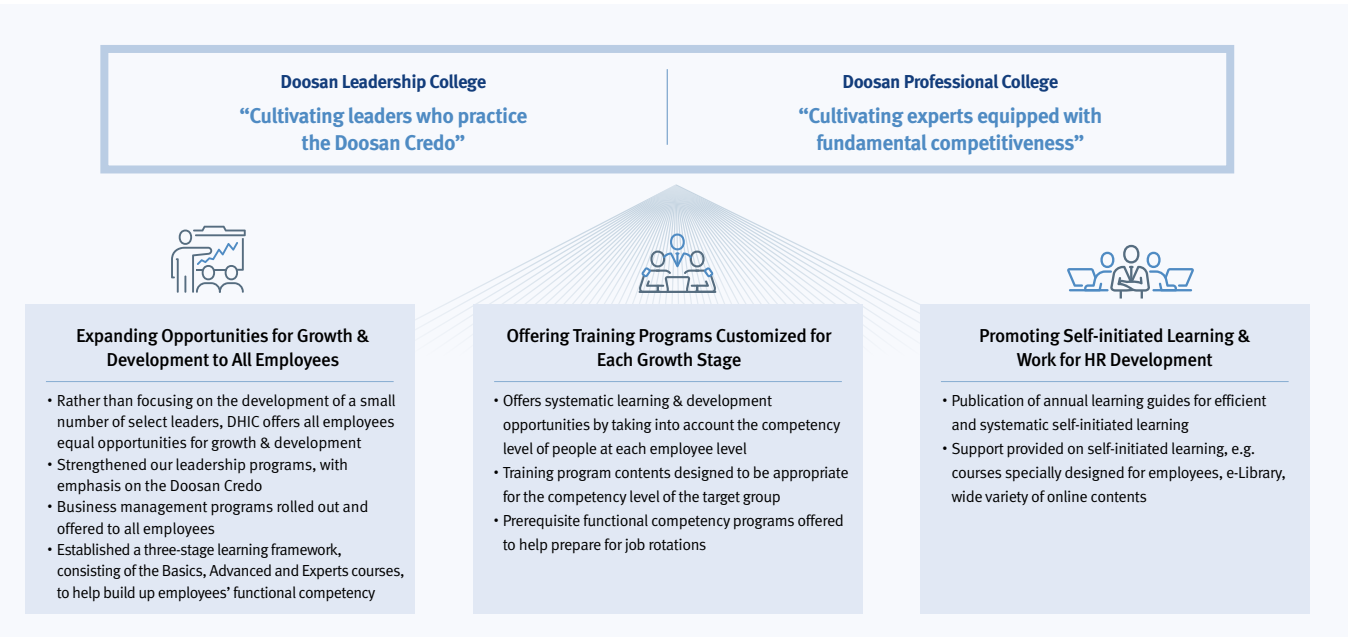 Doosan Leadership College
“Cultivating leaders who practice
the Doosan Credo”
Doosan Professional College
“Cultivating experts equipped with
fundamental competitiveness”
Expanding Opportunities for Growth &
Development to All Employees
• Rather than focusing on the development of a small
number of select leaders, DHIC offers all employees
equal opportunities for growth & development
• Strengthened our leadership programs, with
emphasis on the Doosan Credo
• Business management programs rolled out and
offered to all employees
• Established a three-stage learning framework,
consisting of the Basics, Advanced and Experts courses,
to help build up employees’ functional competency
Offering Training Programs Customized for
Each Growth Stage
• Offers systematic learning & development
opportunities by taking into account the competency
level of people at each employee level
• Training program contents designed to be appropriate
for the competency level of the target group
• Prerequisite functional competency programs offered
to help prepare for job rotations
Promoting Self-initiated Learning &
Work for HR Development
• Publication of annual learning guides for efficient
and systematic self-initiated learning
• Support provided on self-initiated learning, e.g.
courses specially designed for employees, e-Library,
wide variety of online contents